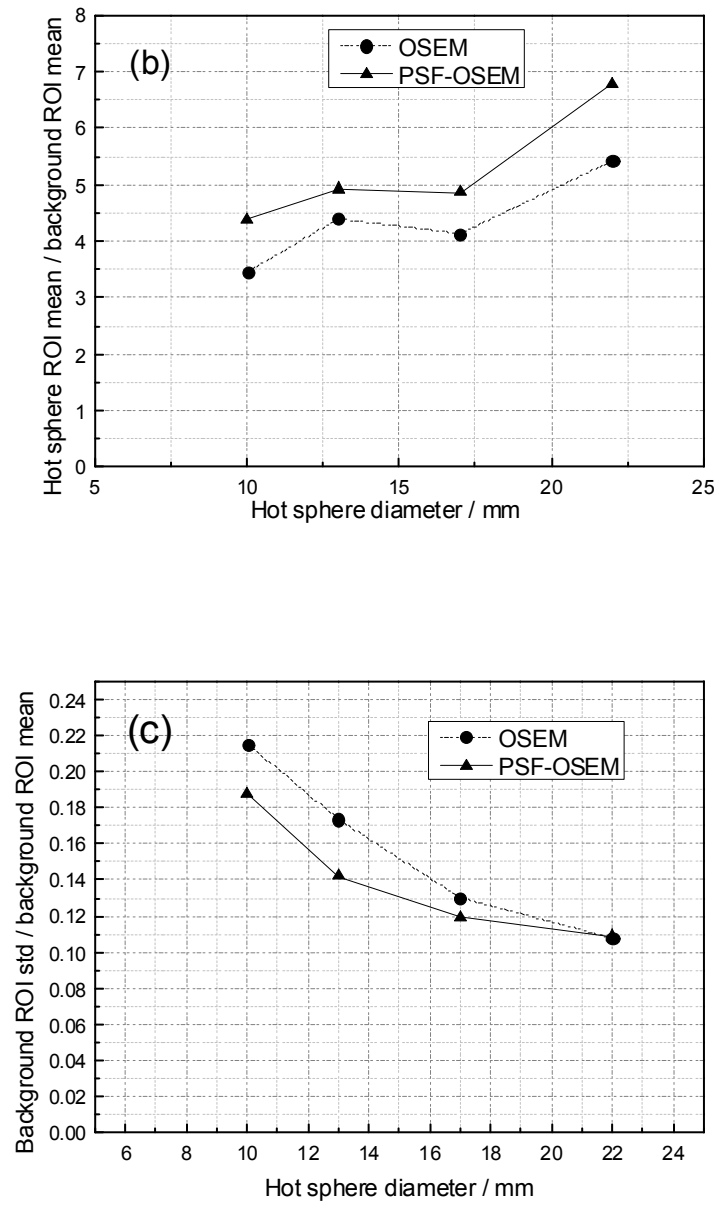 8
7
6
5
4
3
2
1
0
Hot sphere ROI mean / background ROI mean
(b)
OSEM
PSF-OSEM
5 10 15 20 25
Hot sphere diameter / mm
0.24
0.22
0.20
0.18
0.16
0.14
0.12
0.10
0.08
0.06
0.04
0.02
0.00
Background ROI std / background ROI mean
(c)
OSEM
PSF-OSEM
6 8 10 12 14 16 18 20 22 24
Hot sphere diameter / mm